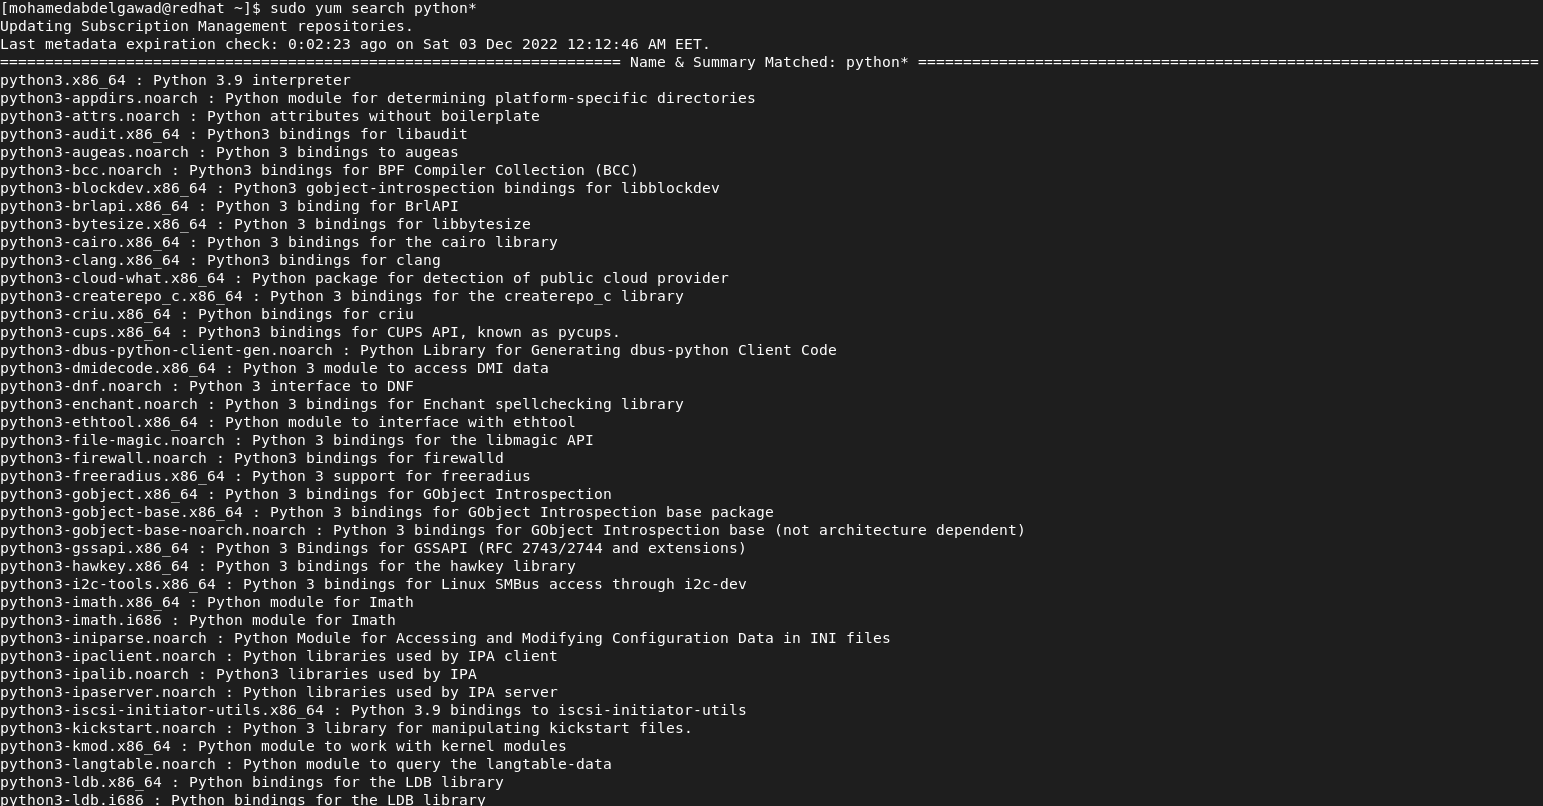 [mohamedabdelgawad@redhat ~]$ sudo yum search python*
Updating Subscription Management repositories.
Last metadata expiration check: 0:02:23 ago on Sat 03 Dec 2022 12:12:46 AM EET.
===================================================================== Name & Summary Matched: python* =====================================================================
python3.x86_64 : Python 3.9 interpreter
python3-appdirs.noarch : Python module for determining platform-specific directories
python3-attrs.noarch : Python attributes without boilerplate
python3-audit.x86_64 : Python3 bindings for libaudit
python3-augeas.noarch : Python 3 bindings to augeas
python3-bcc.noarch : Python3 bindings for BPF Compiler Collection (BCC)
python3-blockdev.x86_64 : Python3 gobject-introspection bindings for libblockdev
python3-brlapi.x86_64 : Python 3 binding for BrlAPI
python3-bytesize.x86_64 : Python 3 bindings for libbytesize
python3-cairo.x86_64 : Python 3 bindings for the cairo library
python3-clang.x86_64 : Python3 bindings for clang
python3-cloud-what.x86_64 : Python package for detection of public cloud provider
python3-createrepo_c.x86_64 : Python 3 bindings for the createrepo_c library
python3-criu.x86_64 : Python bindings for criu
python3-cups.x86_64 : Python3 bindings for CUPS API, known as pycups.
python3-dbus-python-client-gen.noarch : Python Library for Generating dbus-python Client Code
python3-dmidecode.x86_64 : Python 3 module to access DMI data
python3-dnf.noarch : Python 3 interface to DNF
python3-enchant.noarch : Python 3 bindings for Enchant spellchecking library
python3-ethtool.x86_64 : Python module to interface with ethtool
python3-file-magic.noarch : Python 3 bindings for the libmagic API
python3-firewall.noarch : Python3 bindings for firewalld
python3-freeradius.x86_64 : Python 3 support for freeradius
python3-gobject.x86_64 : Python 3 bindings for GObject Introspection
python3-gobject-base.x86_64 : Python 3 bindings for GObject Introspection base package
python3-gobject-base-noarch.noarch : Python 3 bindings for GObject Introspection base (not architecture dependent)
python3-gssapi.x86_64 : Python 3 Bindings for GSSAPI (RFC 2743/2744 and extensions)
python3-hawkey.x86_64 : Python 3 bindings for the hawkey library
python3-i2c-tools.x86_64 : Python 3 bindings for Linux SMBus access through i2c-dev
python3-imath.x86_64 : Python module for Imath
python3-imath.i686 : Python module for Imath
python3-iniparse.noarch : Python Module for Accessing and Modifying Configuration Data in INI files
python3-ipaclient.noarch : Python libraries used by IPA client
python3-ipalib.noarch : Python3 libraries used by IPA
python3-ipaserver.noarch : Python libraries used by IPA server
python3-iscsi-initiator-utils.x86_64 : Python 3.9 bindings to iscsi-initiator-utils
python3-kickstart.noarch : Python 3 library for manipulating kickstart files.
python3-kmod.x86_64 : Python module to work with kernel modules
python3-langtable.noarch : Python module to query the langtable-data
python3-ldb.x86_64 : Python bindings for the LDB library
python3-ldb.i686 : Python bindings for the LDB library